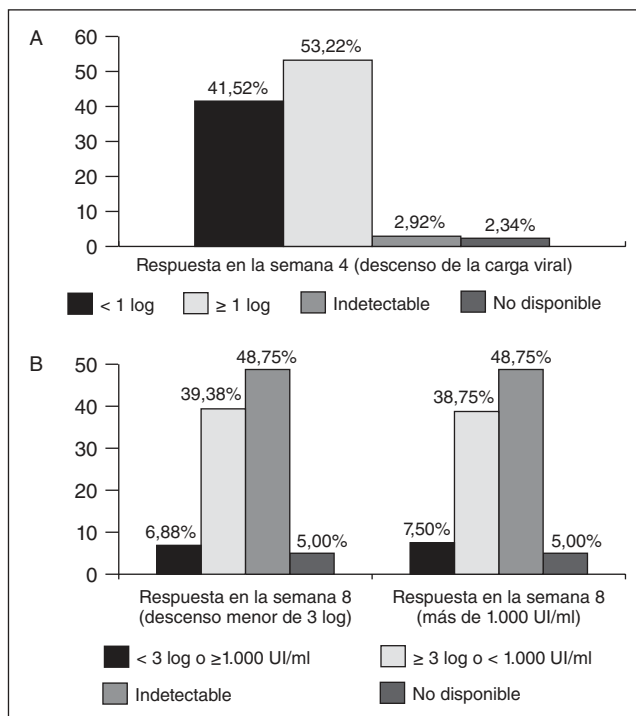 A
60
50
40
30
20
10
0
41,52%
53,22%
2,92%
2,34%
Respuesta en la semana 4 (descenso de la carga viral)
< 1 log
≥ 1 log
Indetectable
No disponible
B
50
40
30
20
10
0
6,88%
39,38%
48,75%
5,00%
7,50%
38,75%
48,75%
5,00%
Respuesta en la semana 8
(descenso menor de 3 log)
Respuesta en la semana 8
(más de 1.000 UI/ml)
< 3 log o ≥1.000 UI/ml
≥ 3 log o < 1.000 UI/ml
Indetectable
No disponible